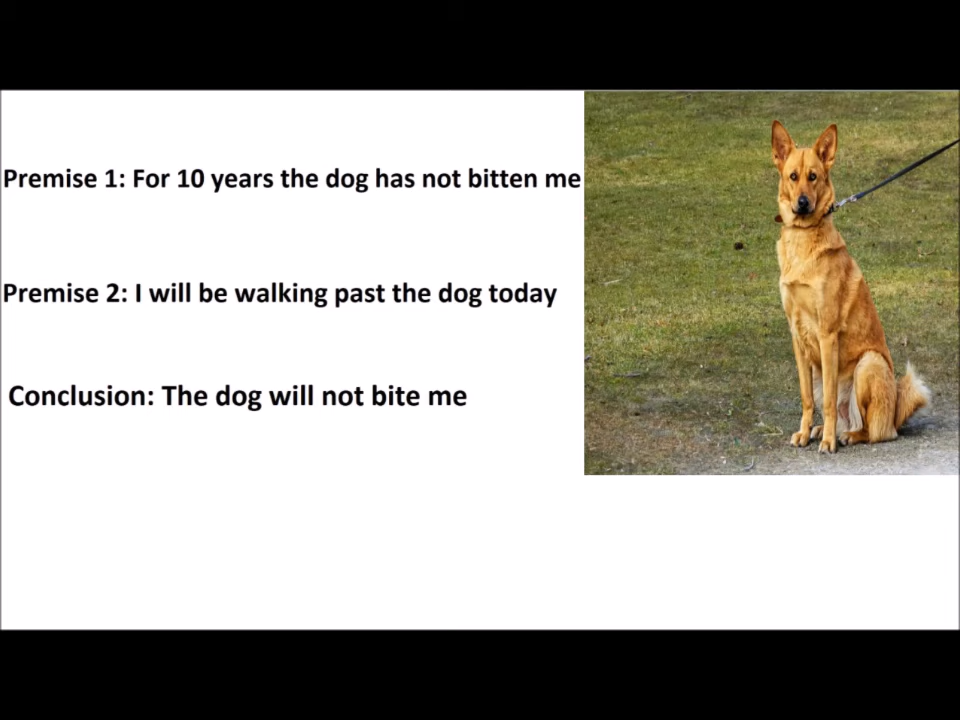 Premise 1: For 10 years the dog has not bitten me
Premise 2: I will be walking past the dog today
Conclusion: The dog will not bite me